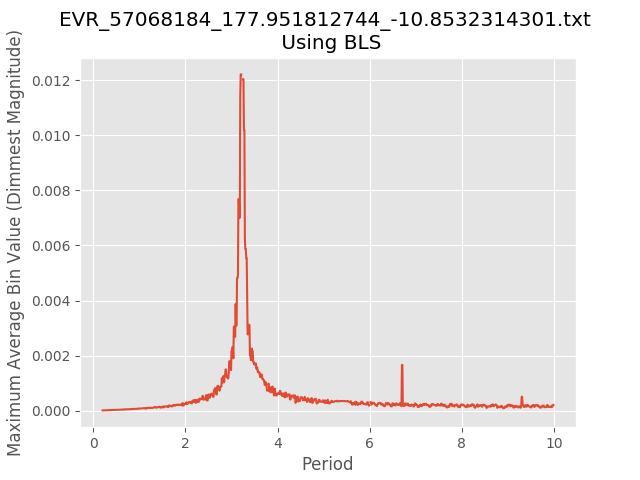 EVR_57068184_177.951812744_-10.8532314301.txt
Using BLS
Maximum Average Bin Value (Dimmest Magnitude)
0.012
0.010
0.008
0.006
0.004
0.002
0.000
0 2 4 6 8 10
Period